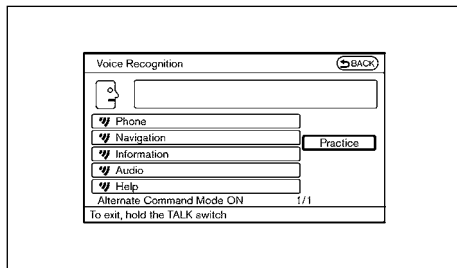 Voice Recognition
BACK
Phone
Navigation
Practice
Information
Audio
Help
Alternate Command Mode ON 1/1
To exit, hold the TALK switch